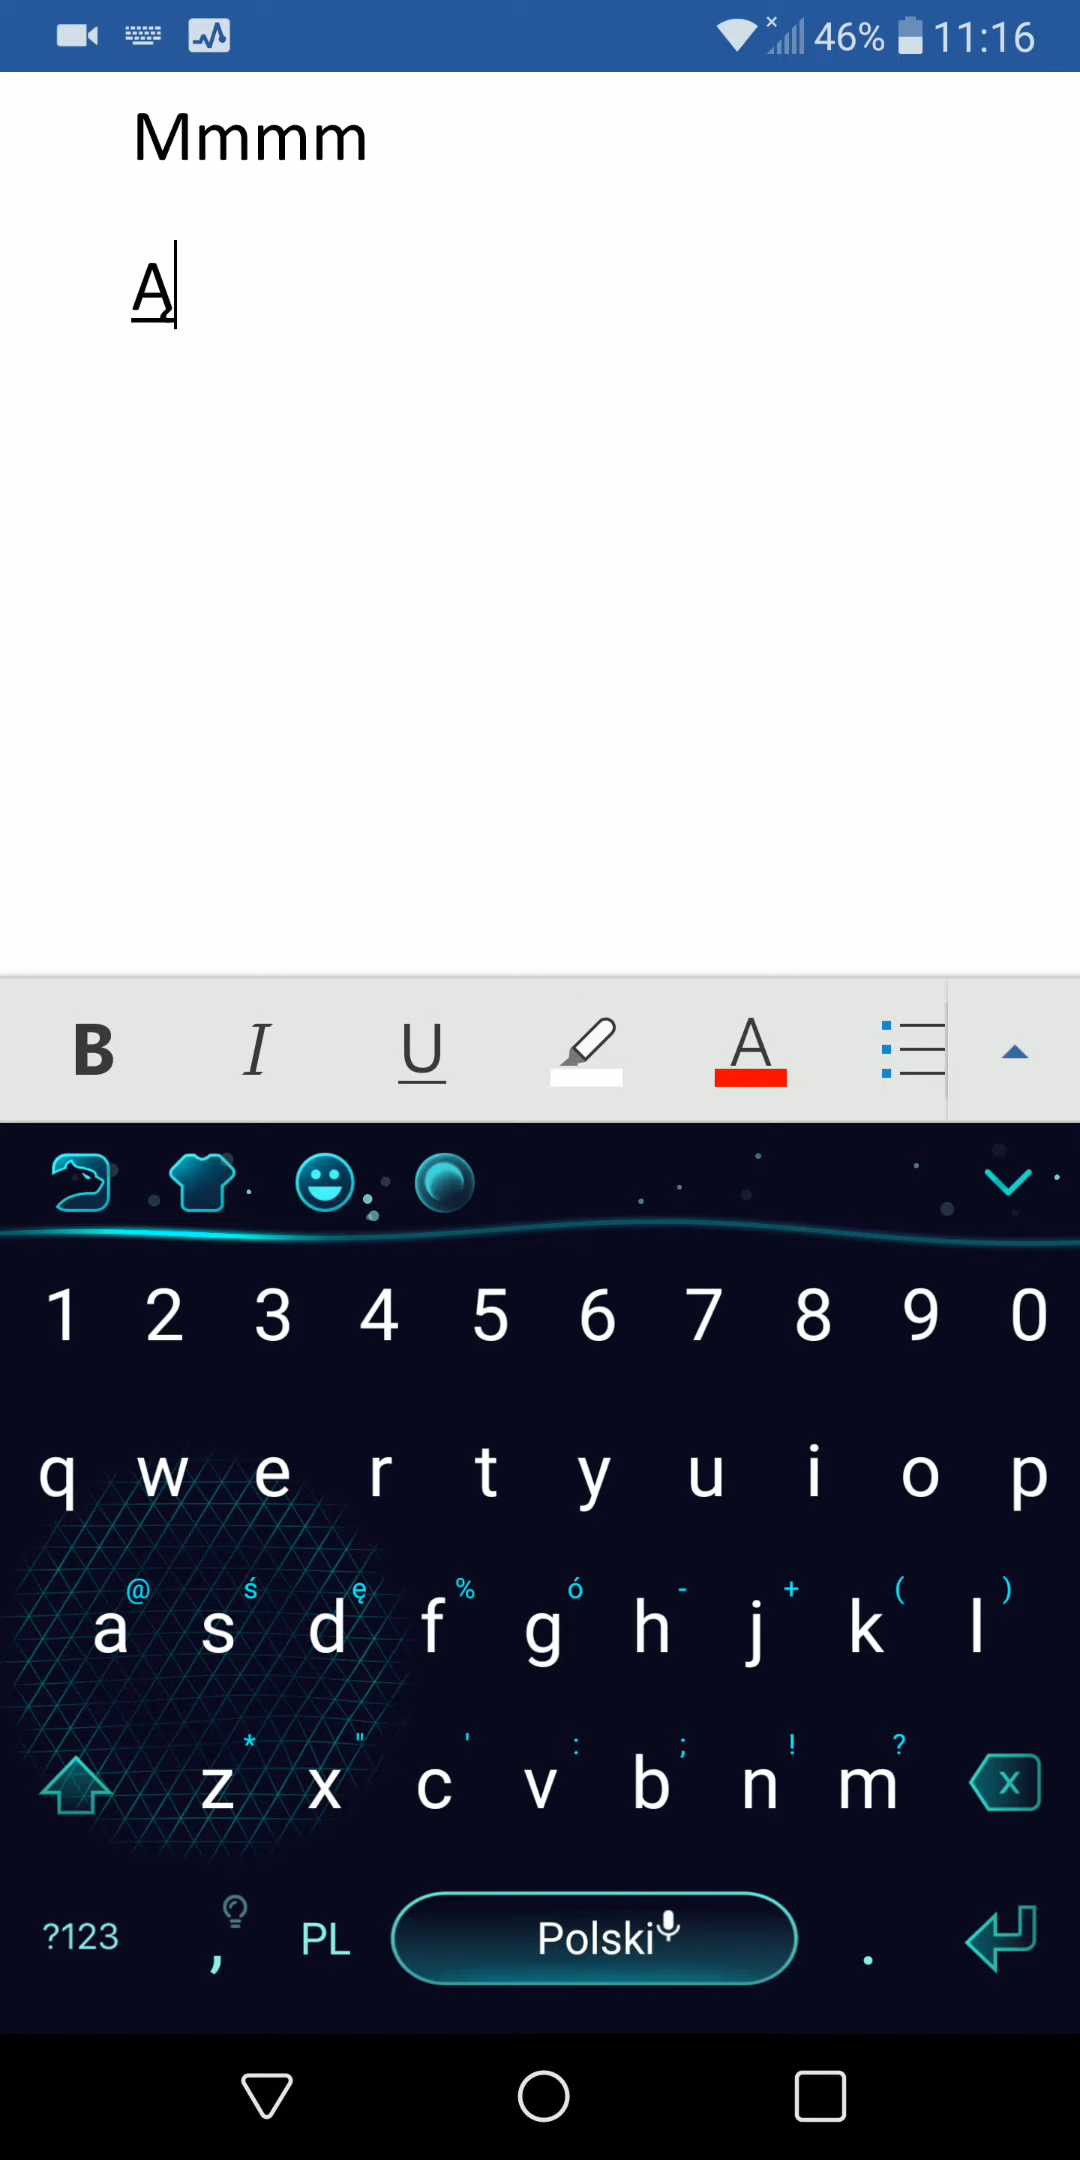 46% 11:16
Mmmm
Ą
B I U A
1 2 3 4 5 6 7 8 9 0
q w e r t y u i o p
@ ś ę % ó - + ( )
a s d f g h j k l
* " ' : ; ! ?
z x c v b n m x
?123 , PL Polski .